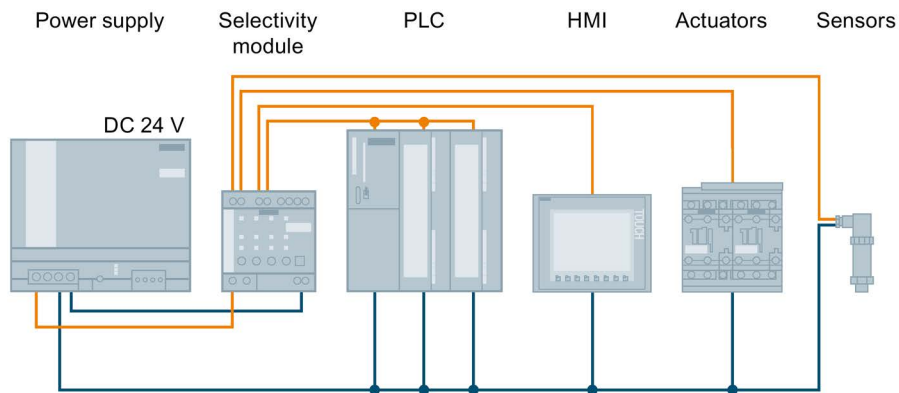 Power supply
Selectivity
module
PLC
HMI
Actuators
Sensors
DC 24 V
TOUCH